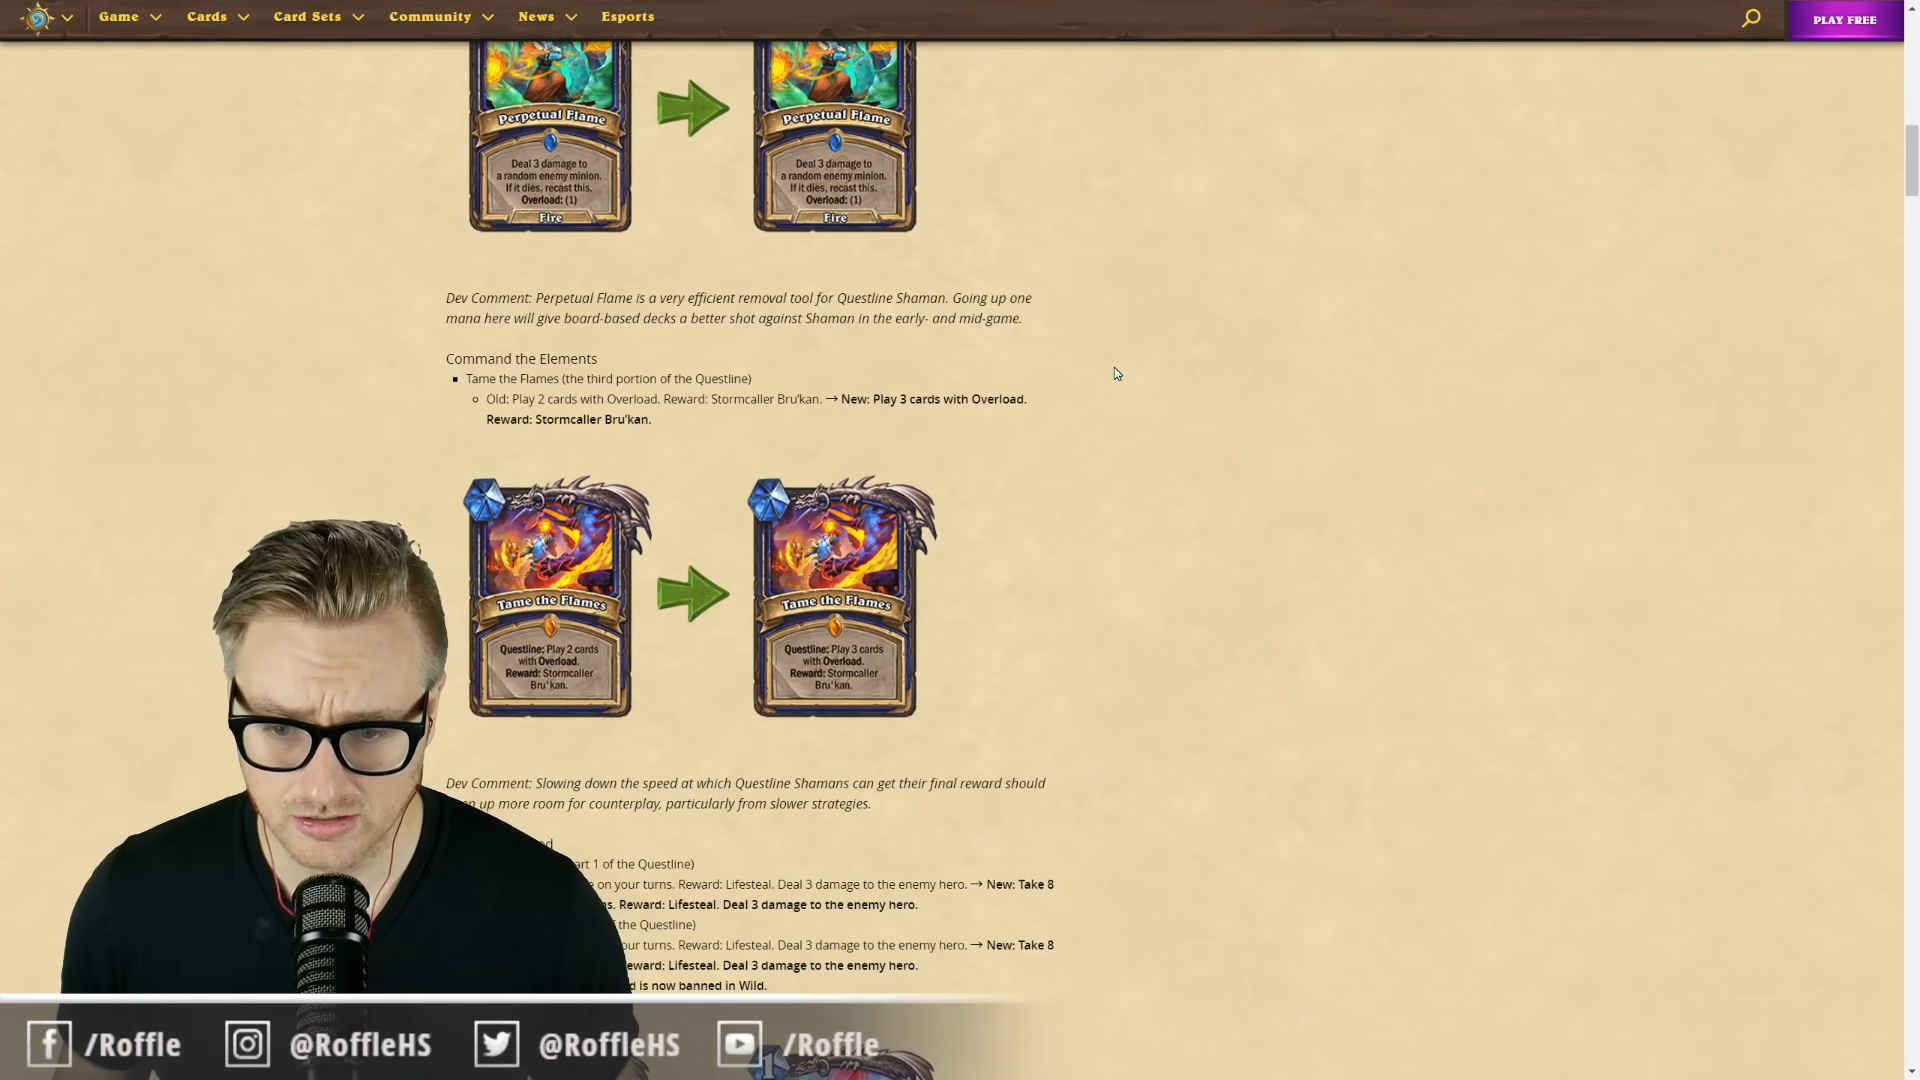 Game Cards Card Sets Community News Esports PLAY FREE
Perpetual Flame Perpetual Flame
Deal 3 damage to
a random enemy minion.
If it dies, recast this.
Overload: (1)
Fire
Deal 3 damage to
a random enemy minion.
If it dies, recast this.
Overload: (1)
Fire
Dev Comment: Perpetual Flame is a very efficient removal tool for Questline Shaman. Going up one
mana here will give board-based decks a better shot against Shaman in the early- and mid-game.
Command the Elements
Tame the Flames (the third portion of the Questline)
Old: Play 2 cards with Overload. Reward: Stormcaller Bru'kan. → New: Play 3 cards with Overload.
Reward: Stormcaller Bru'kan.
Tame the Flames Tame the Flames
Questline: Play 2 cards
with Overload.
Reward: Stormcaller
Bru'kan.
Questline: Play 3 cards
with Overload.
Reward: Stormcaller
Bru'kan.
Dev Comment: Slowing down the speed at which Questline Shamans can get their final reward should
up more room for counterplay, particularly from slower strategies.
1 of the Questline)
on your turns. Reward: Lifesteal. Deal 3 damage to the enemy hero. → New: Take 8
Reward: Lifesteal. Deal 3 damage to the enemy hero.
the Questline)
your turns. Reward: Lifesteal. Deal 3 damage to the enemy hero. → New: Take 8
Reward: Lifesteal. Deal 3 damage to the enemy hero.
is now banned in Wild.
/Roffle @RoffleHS @RoffleHS /Roffle
1